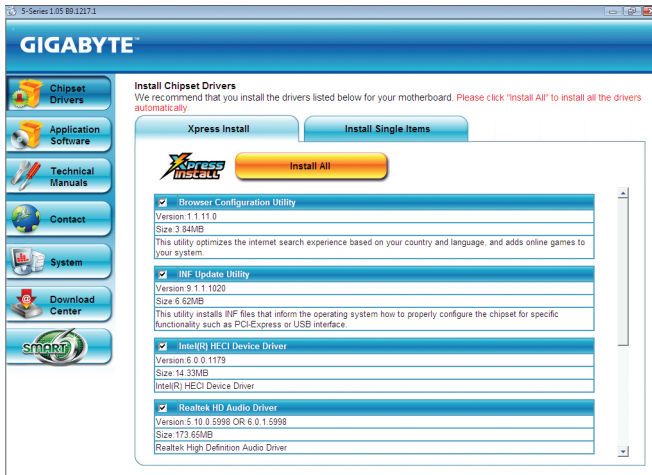 5-Series 1.05 B9.1217.1
GIGABYTE™
Chipset
Drivers
Application
Software
Technical
Manuals
Contact
System
Download
Center
SMART 6
Install Chipset Drivers
We recommend that you install the drivers listed below for your motherboard. Please click "Install All" to install all the drivers
automatically.
Xpress Install
Install Single Items
Xpress
Install
Install All
Browser Configuration Utility
Version:1.1.11.0
Size:3.84MB
This utility optimizes the internet search experience based on your country and language, and adds online games to
your system.
INF Update Utility
Version:9.1.1.1020
Size:6.62MB
This utility installs INF files that inform the operating system how to properly configure the chipset for specific
functionality such as PCI-Express or USB interface.
Intel(R) HECI Device Driver
Version:6.0.0.1179
Size:14.33MB
Intel(R) HECI Device Driver
Realtek HD Audio Driver
Version:5.10.0.5998 OR 6.0.1.5998
Size:173.65MB
Realtek High Definition Audio Driver